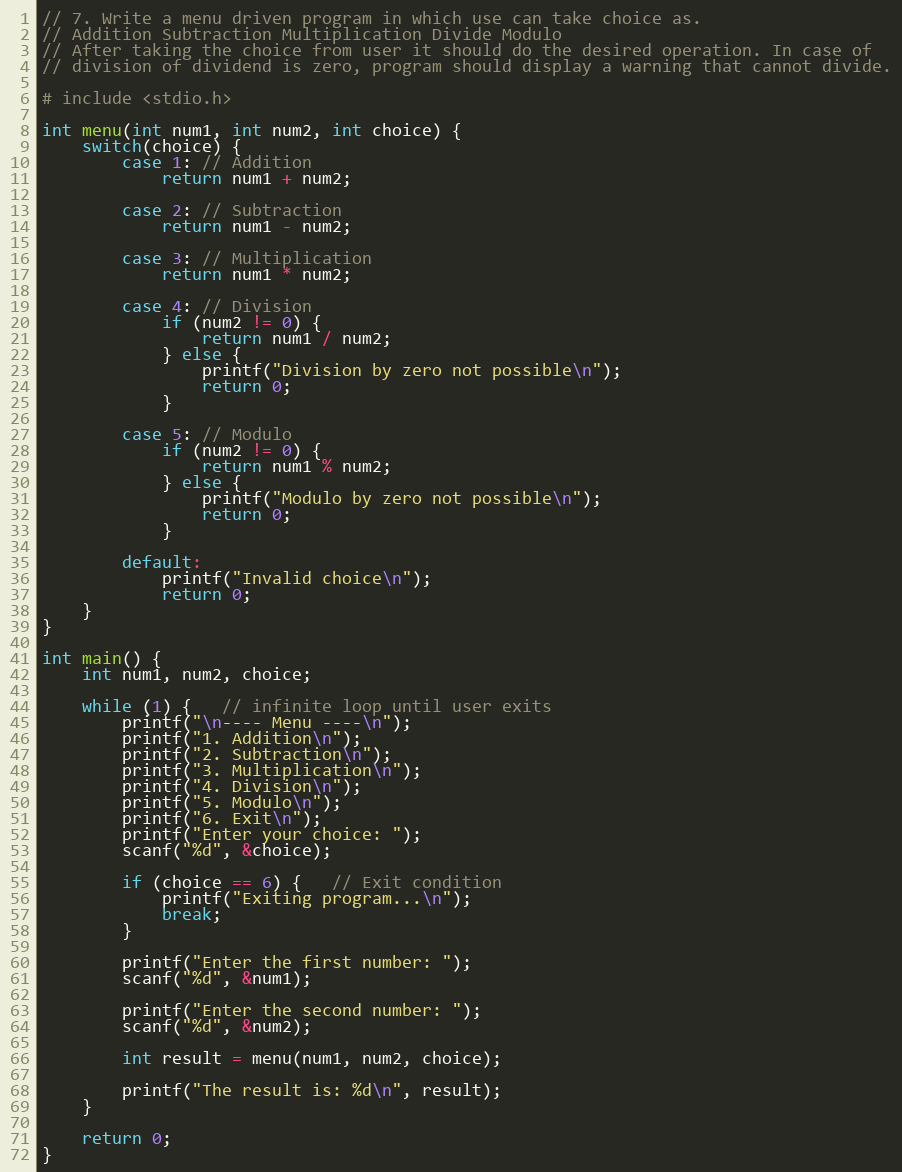 1 // 7. Write a menu driven program in which use can take choice as.
2 // Addition Subtraction Multiplication Divide Modulo
3 // After taking the choice from user it should do the desired operation. In case of
4 // division of dividend is zero, program should display a warning that cannot divide.
5
6 # include <stdio.h>
7
8 int menu(int num1, int num2, int choice) {
9     switch(choice) {
10         case 1: // Addition
11             return num1 + num2;
12
13         case 2: // Subtraction
14             return num1 - num2;
15
16         case 3: // Multiplication
17             return num1 * num2;
18
19         case 4: // Division
20             if (num2 != 0) {
21                 return num1 / num2;
22             } else {
23                 printf("Division by zero not possible\n");
24                 return 0;
25             }
26
27         case 5: // Modulo
28             if (num2 != 0) {
29                 return num1 % num2;
30             } else {
31                 printf("Modulo by zero not possible\n");
32                 return 0;
33             }
34
35         default:
36             printf("Invalid choice\n");
37             return 0;
38     }
39 }
40
41 int main() {
42     int num1, num2, choice;
43
44     while (1) {   // infinite loop until user exits
45         printf("\n---- Menu ----\n");
46         printf("1. Addition\n");
47         printf("2. Subtraction\n");
48         printf("3. Multiplication\n");
49         printf("4. Division\n");
50         printf("5. Modulo\n");
51         printf("6. Exit\n");
52         printf("Enter your choice: ");
53         scanf("%d", &choice);
54
55         if (choice == 6) {   // Exit condition
56             printf("Exiting program...\n");
57             break;
58         }
59
60         printf("Enter the first number: ");
61         scanf("%d", &num1);
62
63         printf("Enter the second number: ");
64         scanf("%d", &num2);
65
66         int result = menu(num1, num2, choice);
67
68         printf("The result is: %d\n", result);
69     }
70
71     return 0;
72 }